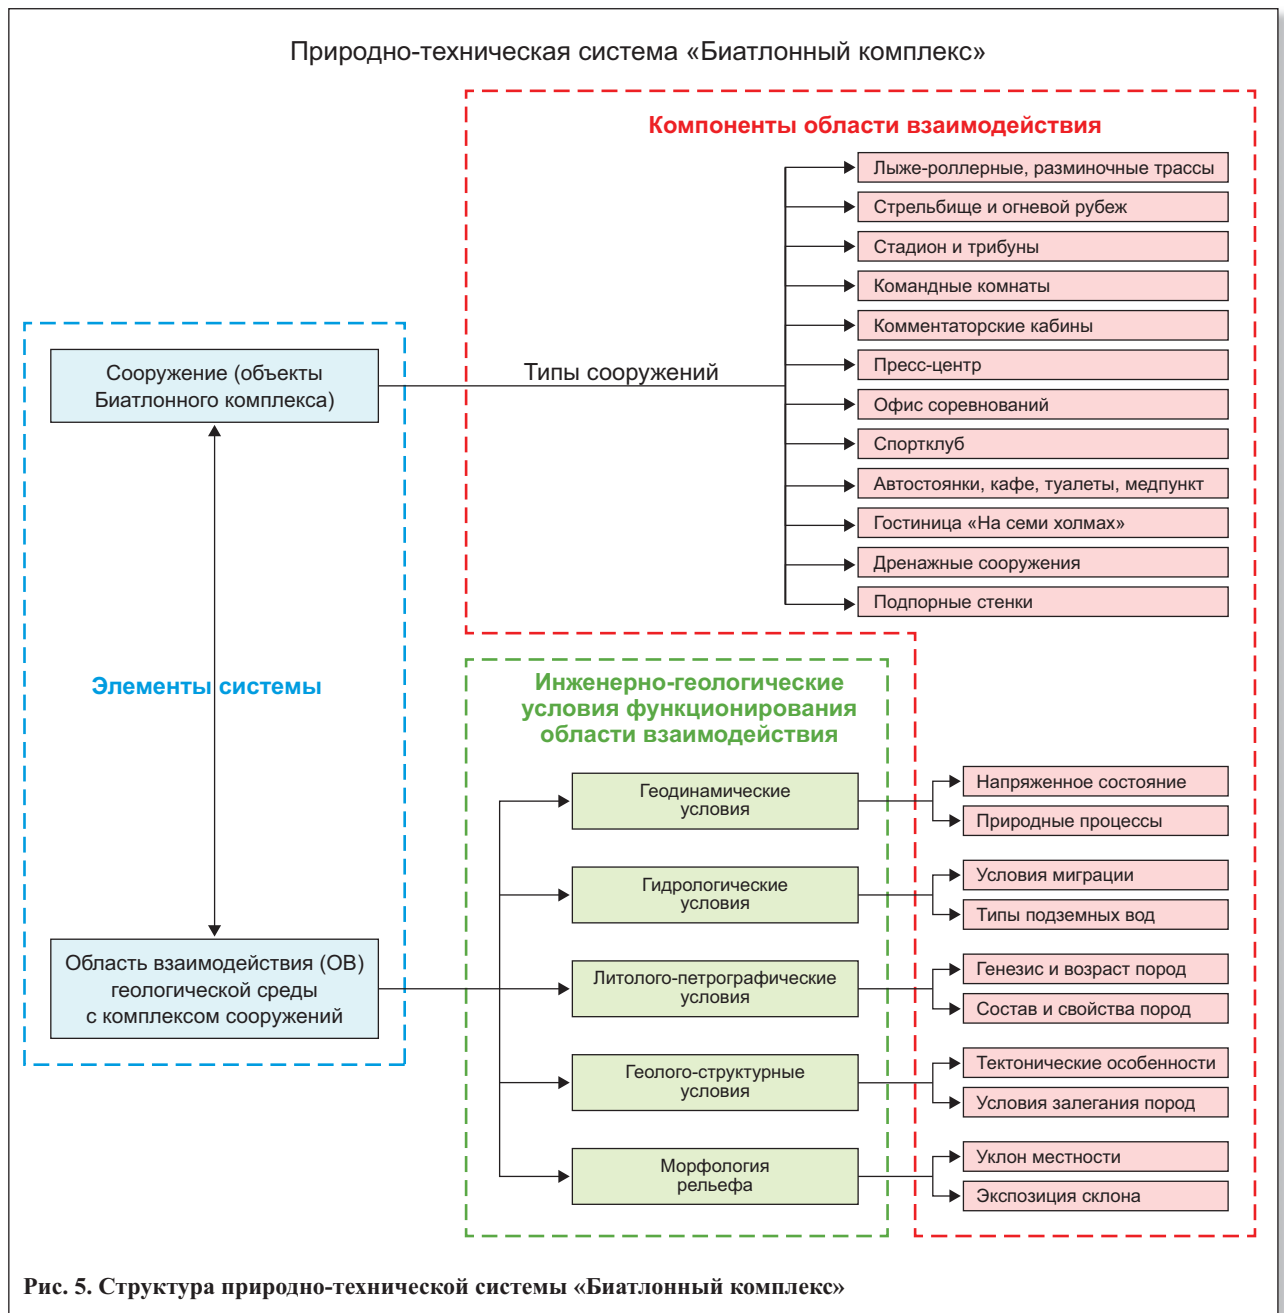 Природно-техническая система «Биатлонный комплекс»
Компоненты области взаимодействия
Лыже-роллерные, разминочные трассы
Стрельбище и огневой рубеж
Стадион и трибуны
Командные комнаты
Комментаторские кабины
Пресс-центр
Офис соревнований
Спортклуб
Автостоянки, кафе, туалеты, медпункт
Гостиница «На семи холмах»
Дренажные сооружения
Подпорные стенки
Типы сооружений
Сооружение (объекты
Биатлонного комплекса)
Элементы системы
Область взаимодействия (ОВ)
геологической среды
с комплексом сооружений
Инженерно-геологические
условия функционирования
области взаимодействия
Геодинамические
условия
Напряженное состояние
Природные процессы
Гидрологические
условия
Условия миграции
Типы подземных вод
Литолого-петрографические
условия
Генезис и возраст пород
Состав и свойства пород
Геолого-структурные
условия
Тектонические особенности
Условия залегания пород
Морфология
рельефа
Уклон местности
Экспозиция склона
Рис. 5. Структура природно-технической системы «Биатлонный комплекс»